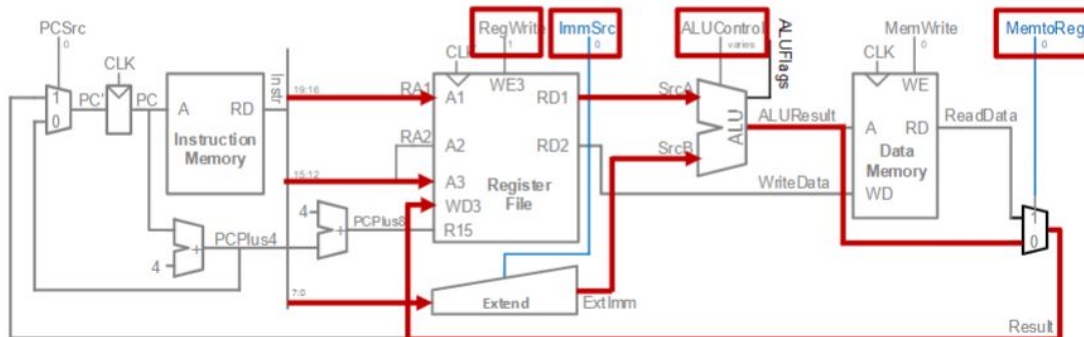 PCSrc
0
RegWrite
1
ImmSrc
0
ALUControl
varies
ALUFlags
MemWrite
0
MemtoReg
0
CLK
CLK
CLK
1
0
PC'
PC
A
RD
Instruction
Memory
Instr
19:16
RA1
A1
WE3
RD1
SrcA
RA2
A2
RD2
SrcB
ALU
ALUResult
WE
A
RD
ReadData
Data
Memory
WD
WriteData
15:12
A3
WD3
Register
File
R15
4
+
PCPlus8
PCPlus4
4
+
1
0
7:0
Extend
ExtImm
Result